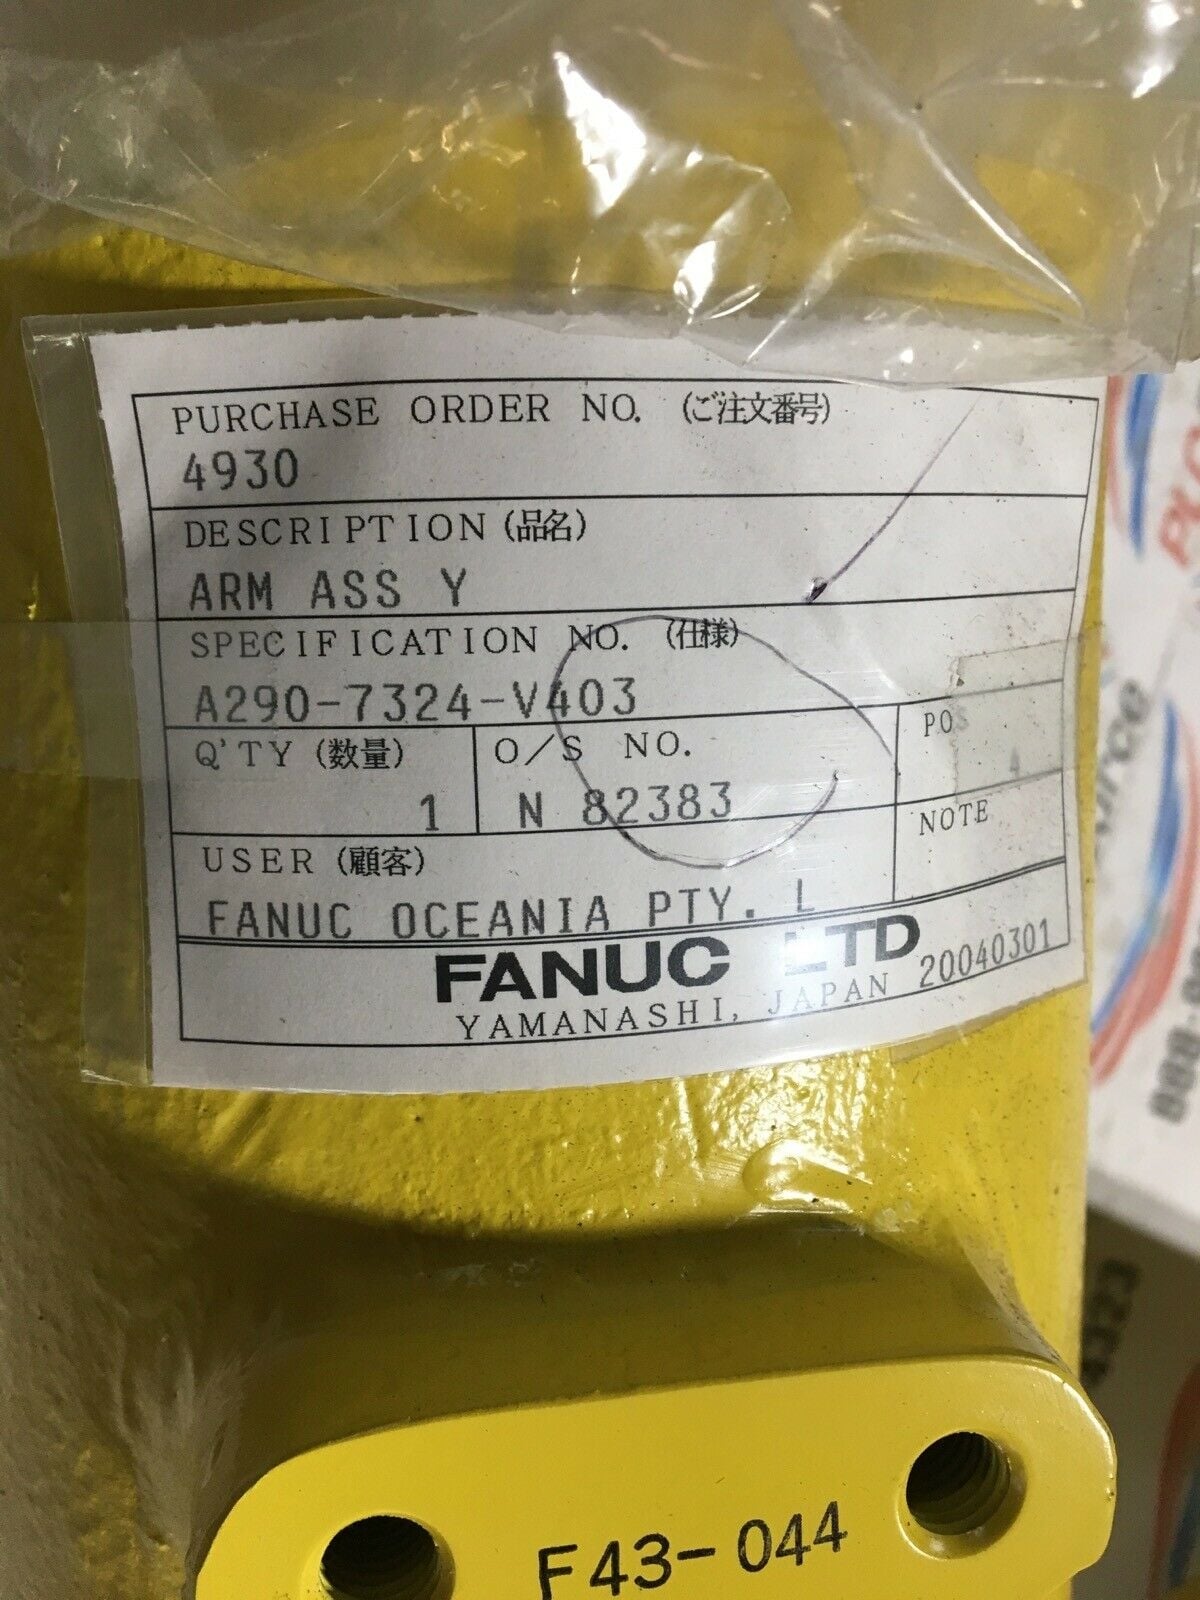 PURCHASE ORDER NO. (ご注文番号)
4930
DESCRIPTION (品名)
ARM ASS Y
SPECIFICATION NO. (仕様)
A290-7324-V403
Q'TY (数量)
1
O/S NO.
N 82383
POS
4
NOTE
USER (顧客)
FANUC OCEANIA PTY. L
FANUC LTD
YAMANASHI, JAPAN 20040301
F43-044